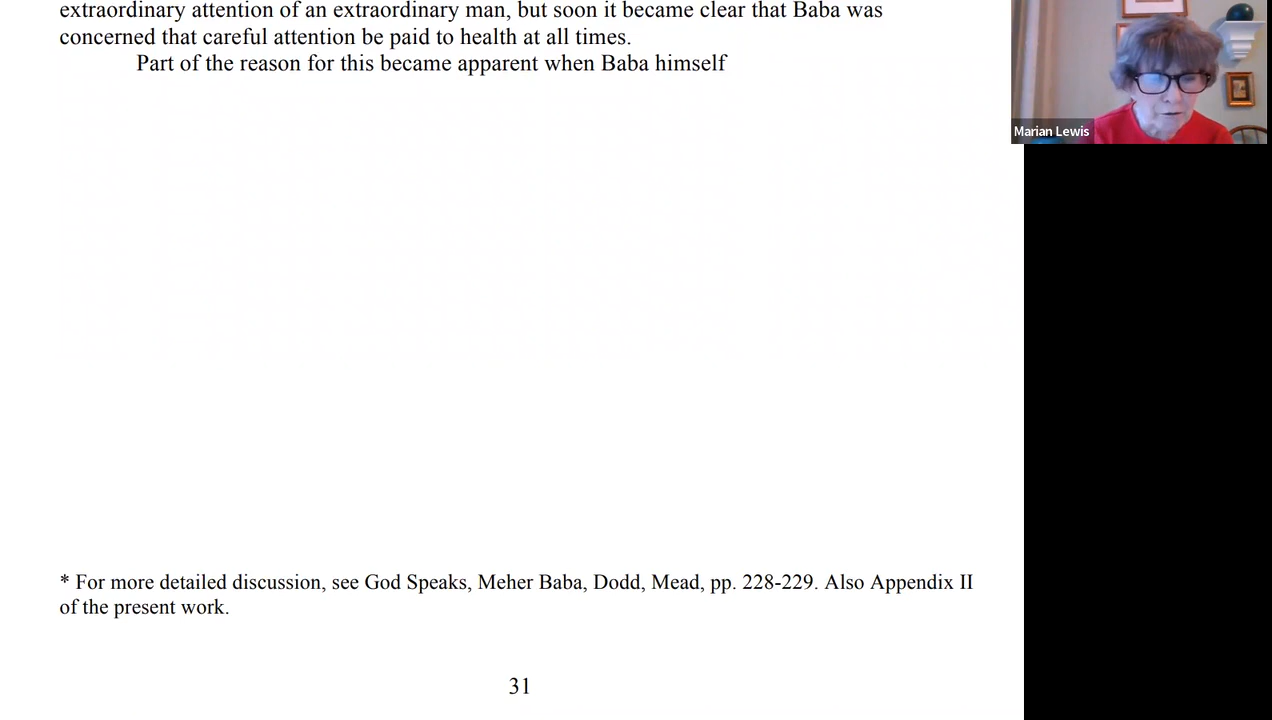 extraordinary attention of an extraordinary man, but soon it became clear that Baba was
concerned that careful attention be paid to health at all times.
Part of the reason for this became apparent when Baba himself
Marian Lewis
* For more detailed discussion, see God Speaks, Meher Baba, Dodd, Mead, pp. 228-229. Also Appendix II
of the present work.
31